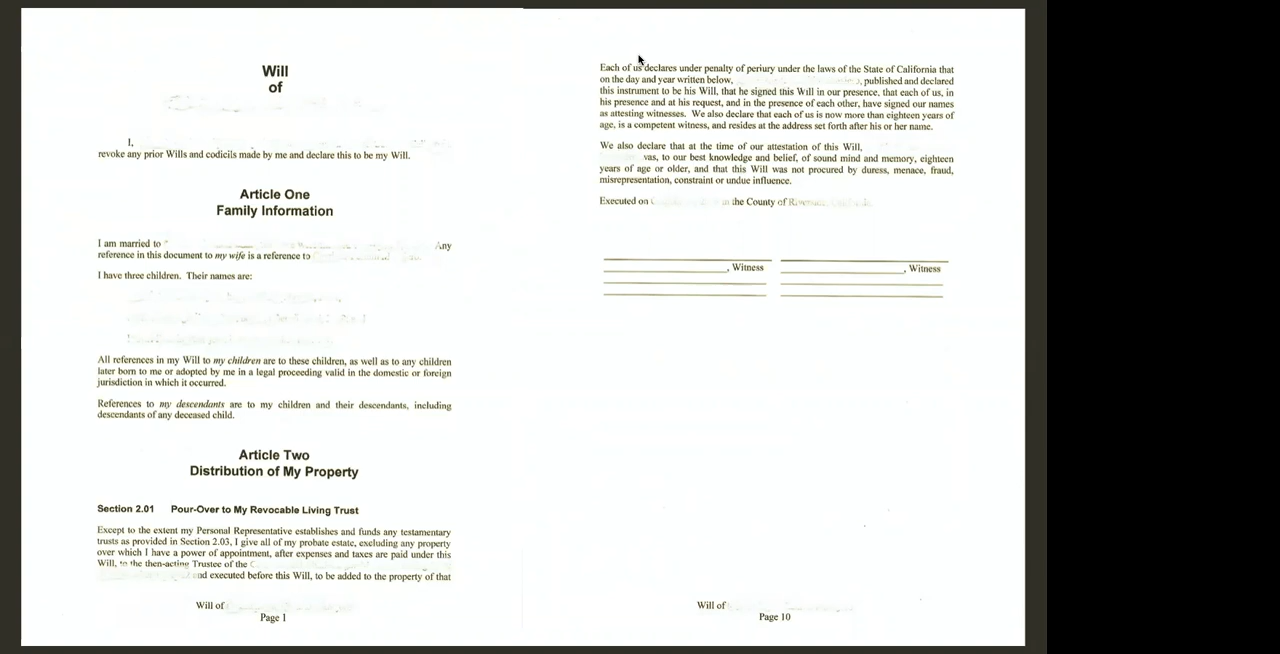 Will
of
I,
revoke any prior Wills and codicils made by me and declare this to be my Will.
Article One
Family Information
I am married to
Any
reference in this document to my wife is a reference to
I have three children. Their names are:
All references in my Will to my children are to these children, as well as to any children
later born to me or adopted by me in a legal proceeding valid in the domestic or foreign
jurisdiction in which it occurred.
References to my descendants are to my children and their descendants, including
descendants of any deceased child.
Article Two
Distribution of My Property
Section 2.01 Pour-Over to My Revocable Living Trust
Except to the extent my Personal Representative establishes and funds any testamentary
trusts as provided in Section 2.03, I give all of my probate estate, excluding any property
over which I have a power of appointment, after expenses and taxes are paid under this
Will, to the then-acting Trustee of the
and executed before this Will, to be added to the property of that
Will of
Page 1
Each of us declares under penalty of periury under the laws of the State of California that
on the day and year written below, , published and declared
this instrument to be his Will, that he signed this Will in our presence, that each of us, in
his presence and at his request, and in the presence of each other, have signed our names
as attesting witnesses. We also declare that each of us is now more than eighteen years of
age, is a competent witness, and resides at the address set forth after his or her name.
We also declare that at the time of our attestation of this Will,
vas, to our best knowledge and belief, of sound mind and memory, eighteen
years of age or older, and that this Will was not procured by duress, menace, fraud,
misrepresentation, constraint or undue influence.
Executed on in the County of
, Witness
, Witness
Will of
Page 10